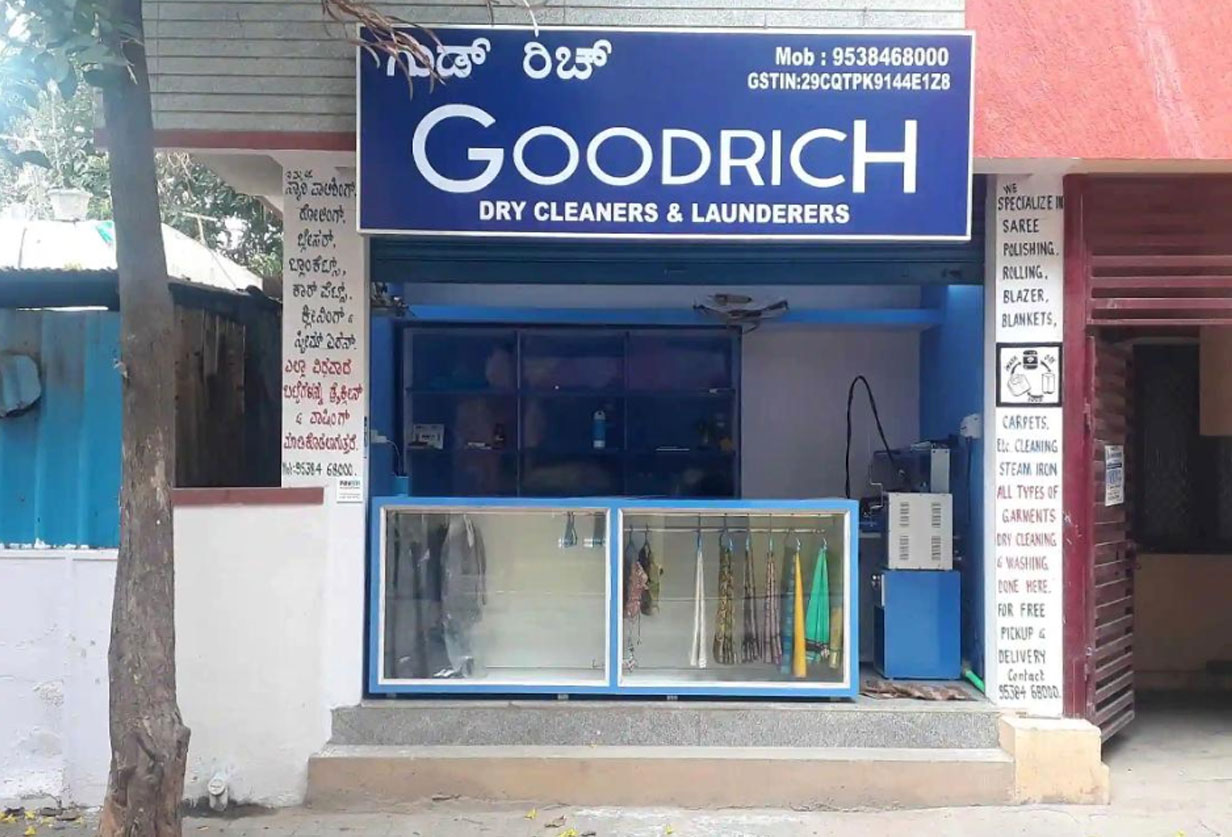 ಗುಡ್ ರಿಚ್
Mob : 9538468000
GSTIN:29CQTPK9144E1Z8
GOODRICH
DRY CLEANERS & LAUNDERERS
ಸ್ಯಾರಿ ಪಾಲಿಶಿಂಗ್,
ರೋಲಿಂಗ್,
ಬ್ಲೇಸರ್,
ಬ್ಲಾಂಕೆಟ್ಸ್,
ಕಾರ್ ಪೆಟ್ಸ್,
ಕ್ಲೀನಿಂಗ್ &
ಸ್ಟೀಮ್ ಐರನ್.
ಎಲ್ಲಾ ವಿಧವಾದ
ಬಟ್ಟೆಗಳನ್ನು ಡ್ರೈಕ್ಲೀನ್
& ವಾಷಿಂಗ್
ಮಾಡಿಕೊಡಲಾಗುತ್ತದೆ.
95384 68000.
WE
SPECIALIZE IN
SAREE
POLISHING.
ROLLING,
BLAZER,
BLANKETS,
CARPETS.
Etc. CLEANING
STEAM IRON
ALL TYPES OF
GARMENTS
DRY CLEANING
& WASHING
DONE HERE.
FOR FREE
PICKUP &
DELIVERY
Contact
95384 68000.